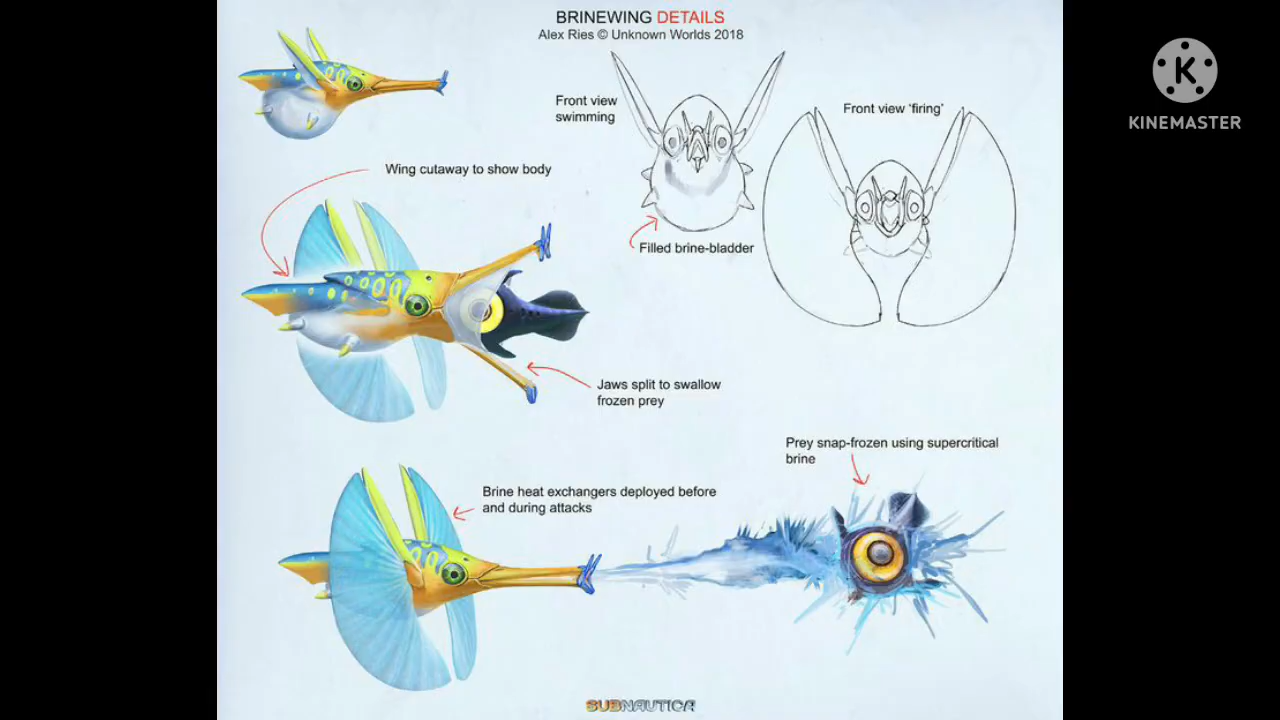 BRINEWING DETAILS
Alex Ries © Unknown Worlds 2018
KINEMASTER
Front view
swimming
Front view 'firing'
Wing cutaway to show body
Filled brine-bladder
Jaws split to swallow
frozen prey
Prey snap-frozen using supercritical
brine
Brine heat exchangers deployed before
and during attacks
SUBNAUTICA